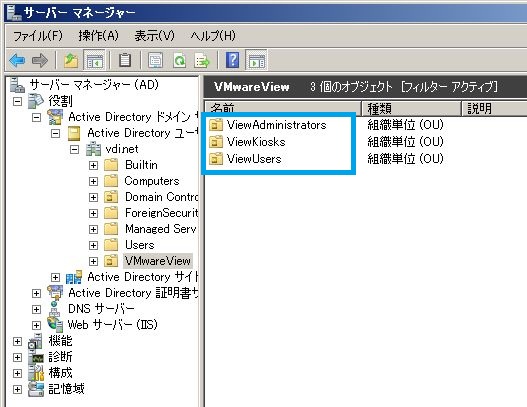 サーバー マネージャー
ファイル(F) 操作(A) 表示(V) ヘルプ(H)
サーバー マネージャー (AD)
役割
Active Directory ドメイン サ
Active Directory ユー
vdi.net
Builtin
Computers
Domain Contro
ForeignSecurit
Managed Serv
Users
VMwareView
Active Directory サイト
Active Directory 証明書サ
DNS サーバー
Web サーバー (IIS)
機能
診断
構成
記憶域
VMwareView 3 個のオブジェクト [フィルター アクティブ]
名前 種類 説明
ViewAdministrators 組織単位 (OU)
ViewKiosks 組織単位 (OU)
ViewUsers 組織単位 (OU)